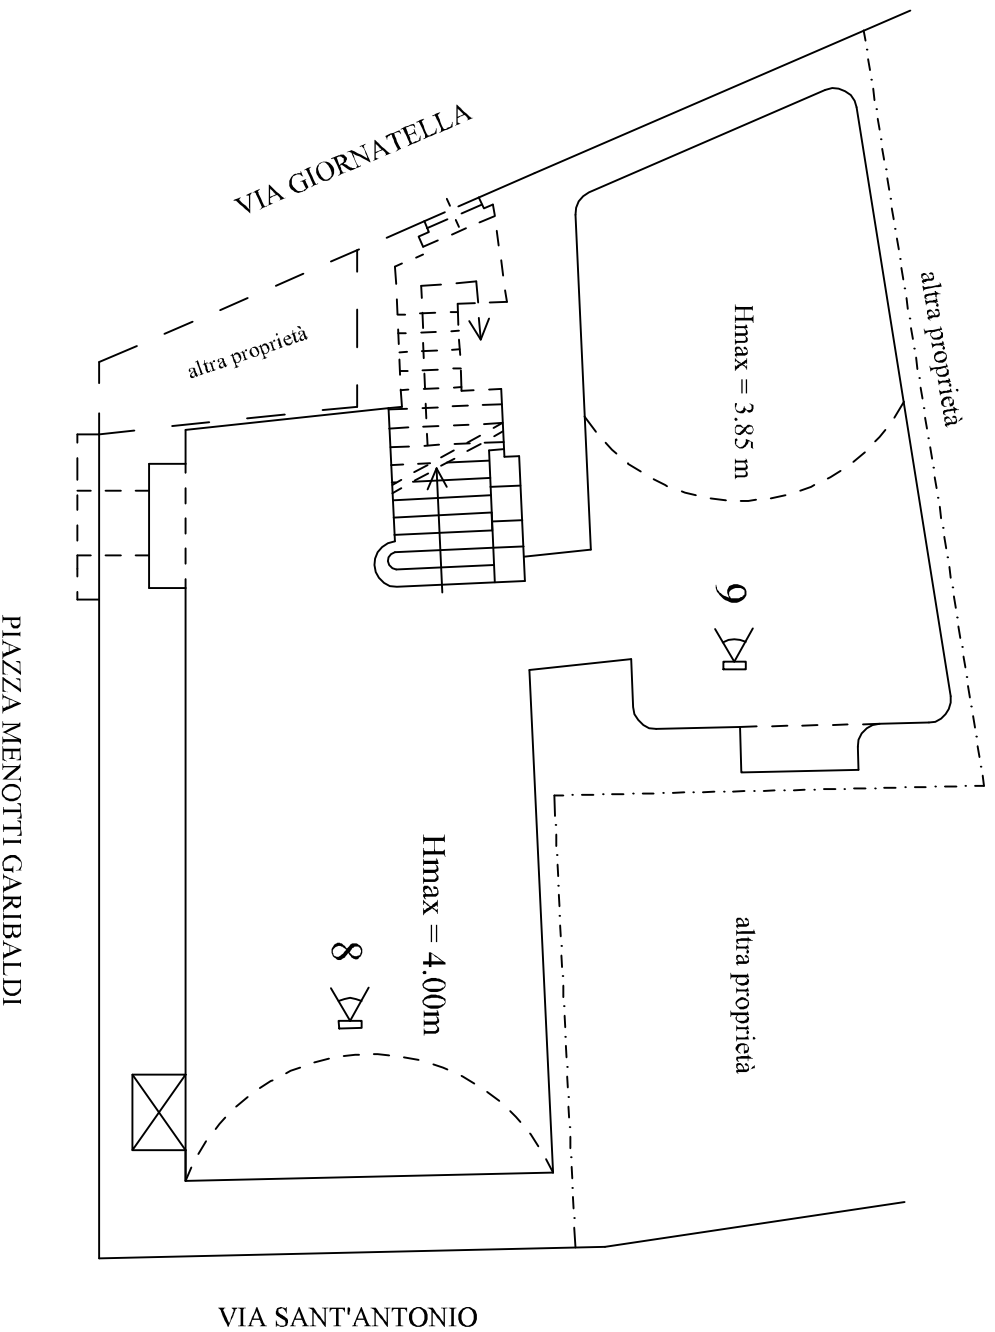 VIA GIORNATELLA
altra proprietà
altra proprietà
Hmax = 3.85 m
9
PIAZZA MENOTTI GARIBALDI
Hmax = 4.00m
8
altra proprietà
VIA SANT'ANTONIO